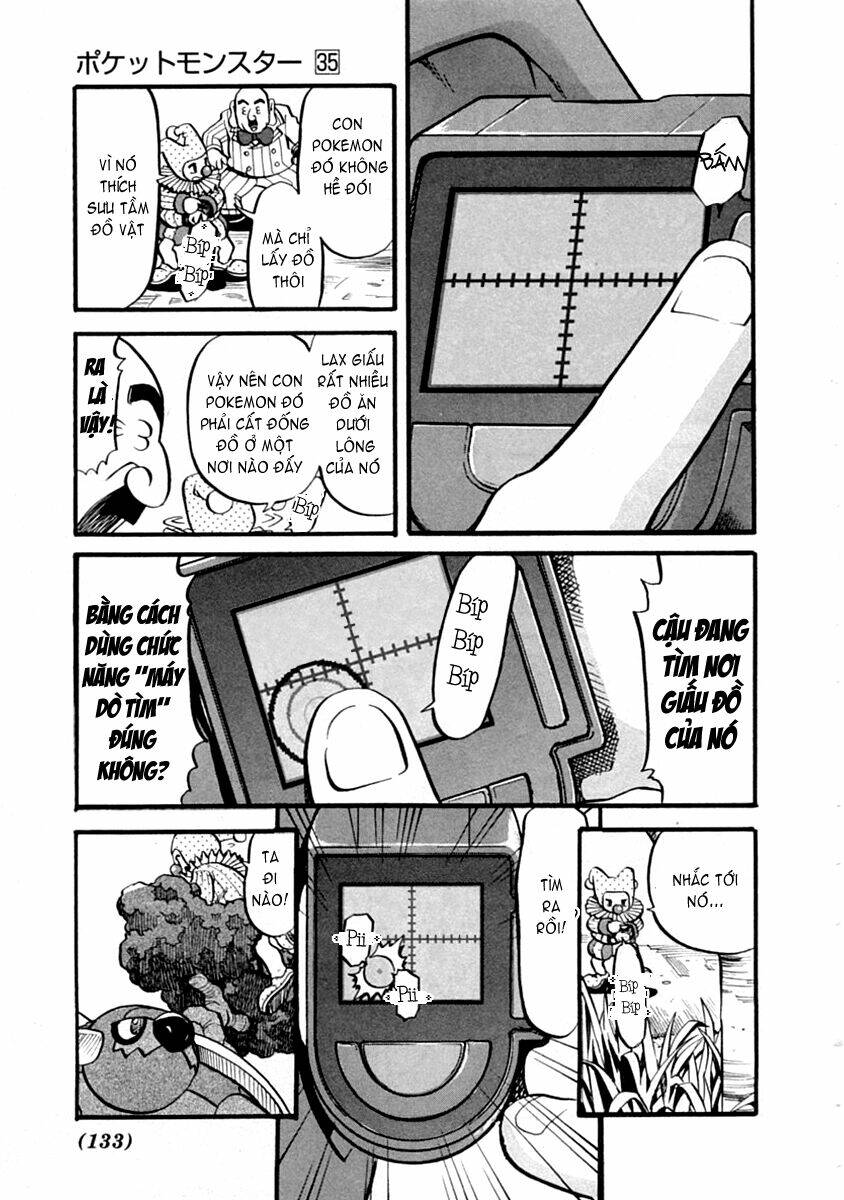 ポケットモンスター 35
BẤM
CON
POKEMON
ĐÓ KHÔNG
HỀ ĐÓI
MÀ CHỈ
LẤY ĐỒ
THÔI
VÌ NÓ
THÍCH
SƯU TẦM
ĐỒ VẬT
Bíp
Bíp
LAX GIẤU
RẤT NHIỀU
ĐỒ ĂN
DƯỚI
LÔNG
CỦA NÓ
VẬY NÊN CON
POKEMON ĐÓ
PHẢI CẤT ĐỐNG
ĐỒ Ở MỘT
NƠI NÀO ĐẤY
Bíp
RA
LÀ
VẬY!
CẬU ĐANG
TÌM NƠI
GIẤU ĐỒ
CỦA NÓ
Bíp
Bíp
Bíp
BẰNG CÁCH
DÙNG CHỨC
NĂNG "MÁY
DÒ TÌM"
ĐÚNG
KHÔNG?
NHẮC TỚI
NÓ...
Bíp
Bíp
TÌM
RA
RỒI!
Pii
Pii
TA
ĐI
NÀO!
(133)